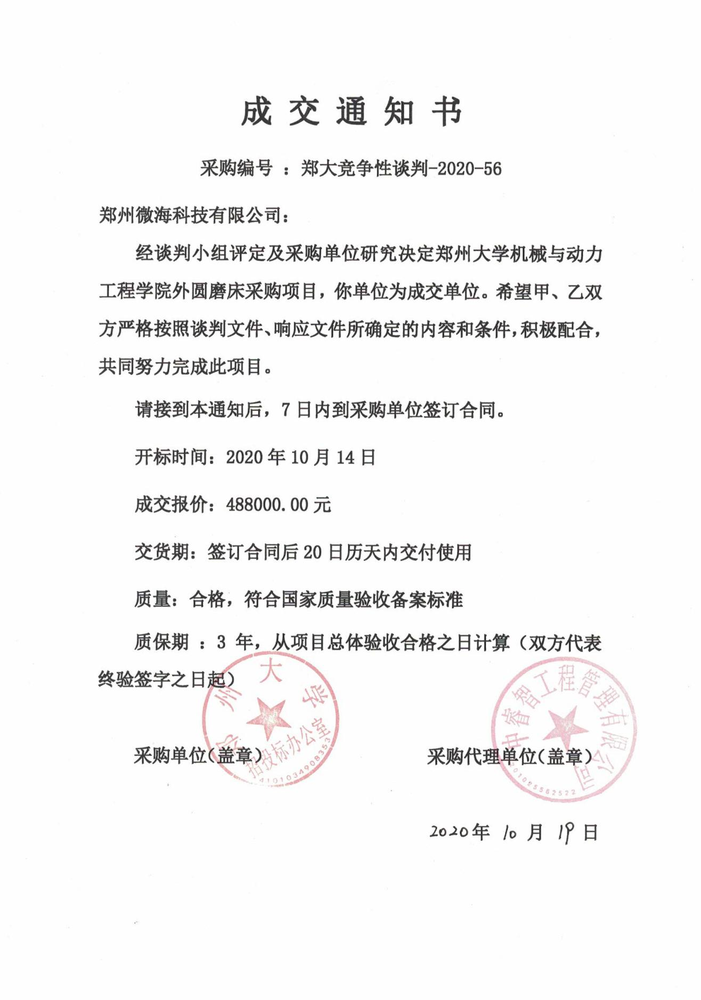 成交通知书
采购编号 ：郑大竞争性谈判-2020-56
郑州微海科技有限公司：
经谈判小组评定及采购单位研究决定郑州大学机械与动力
工程学院外圆磨床采购项目，你单位为成交单位。希望甲、乙双
方严格按照谈判文件、响应文件所确定的内容和条件，积极配合，
共同努力完成此项目。
请接到本通知后，7 日内到采购单位签订合同。
开标时间：2020 年 10 月 14 日
成交报价：488000.00 元
交货期：签订合同后 20 日历天内交付使用
质量：合格，符合国家质量验收备案标准
质保期 ：3 年，从项目总体验收合格之日计算（双方代表
终验签字之日起）
郑州大学
招投标办公室
4101034908353
中睿智工程管理有限公司
采购单位（盖章）
采购代理单位（盖章）
2020年 10 月 19 日